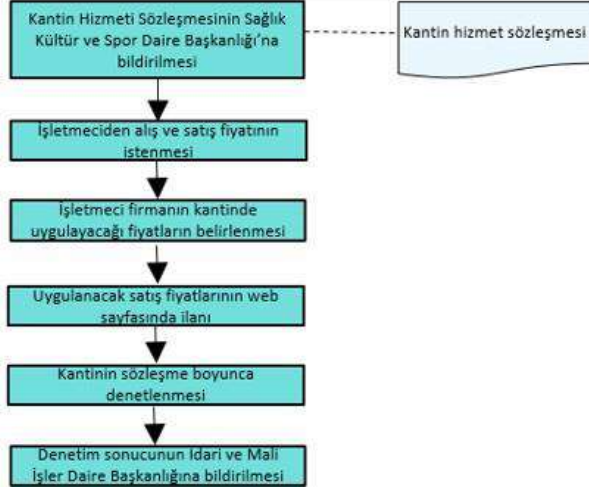 Kantin Hizmeti Sözleşmesinin Sağlık
Kültür ve Spor Daire Başkanlığı'na
bildirilmesi
Kantin hizmet sözleşmesi
İşletmeciden alış ve satış fiyatının
istenmesi
İşletmeci firmanın kantinde
uygulayacağı fiyatların belirlenmesi
Uygulanacak satış fiyatlarının web
sayfasında ilanı
Kantinin sözleşme boyunca
denetlenmesi
Denetim sonucunun İdari ve Mali
İşler Daire Başkanlığına bildirilmesi